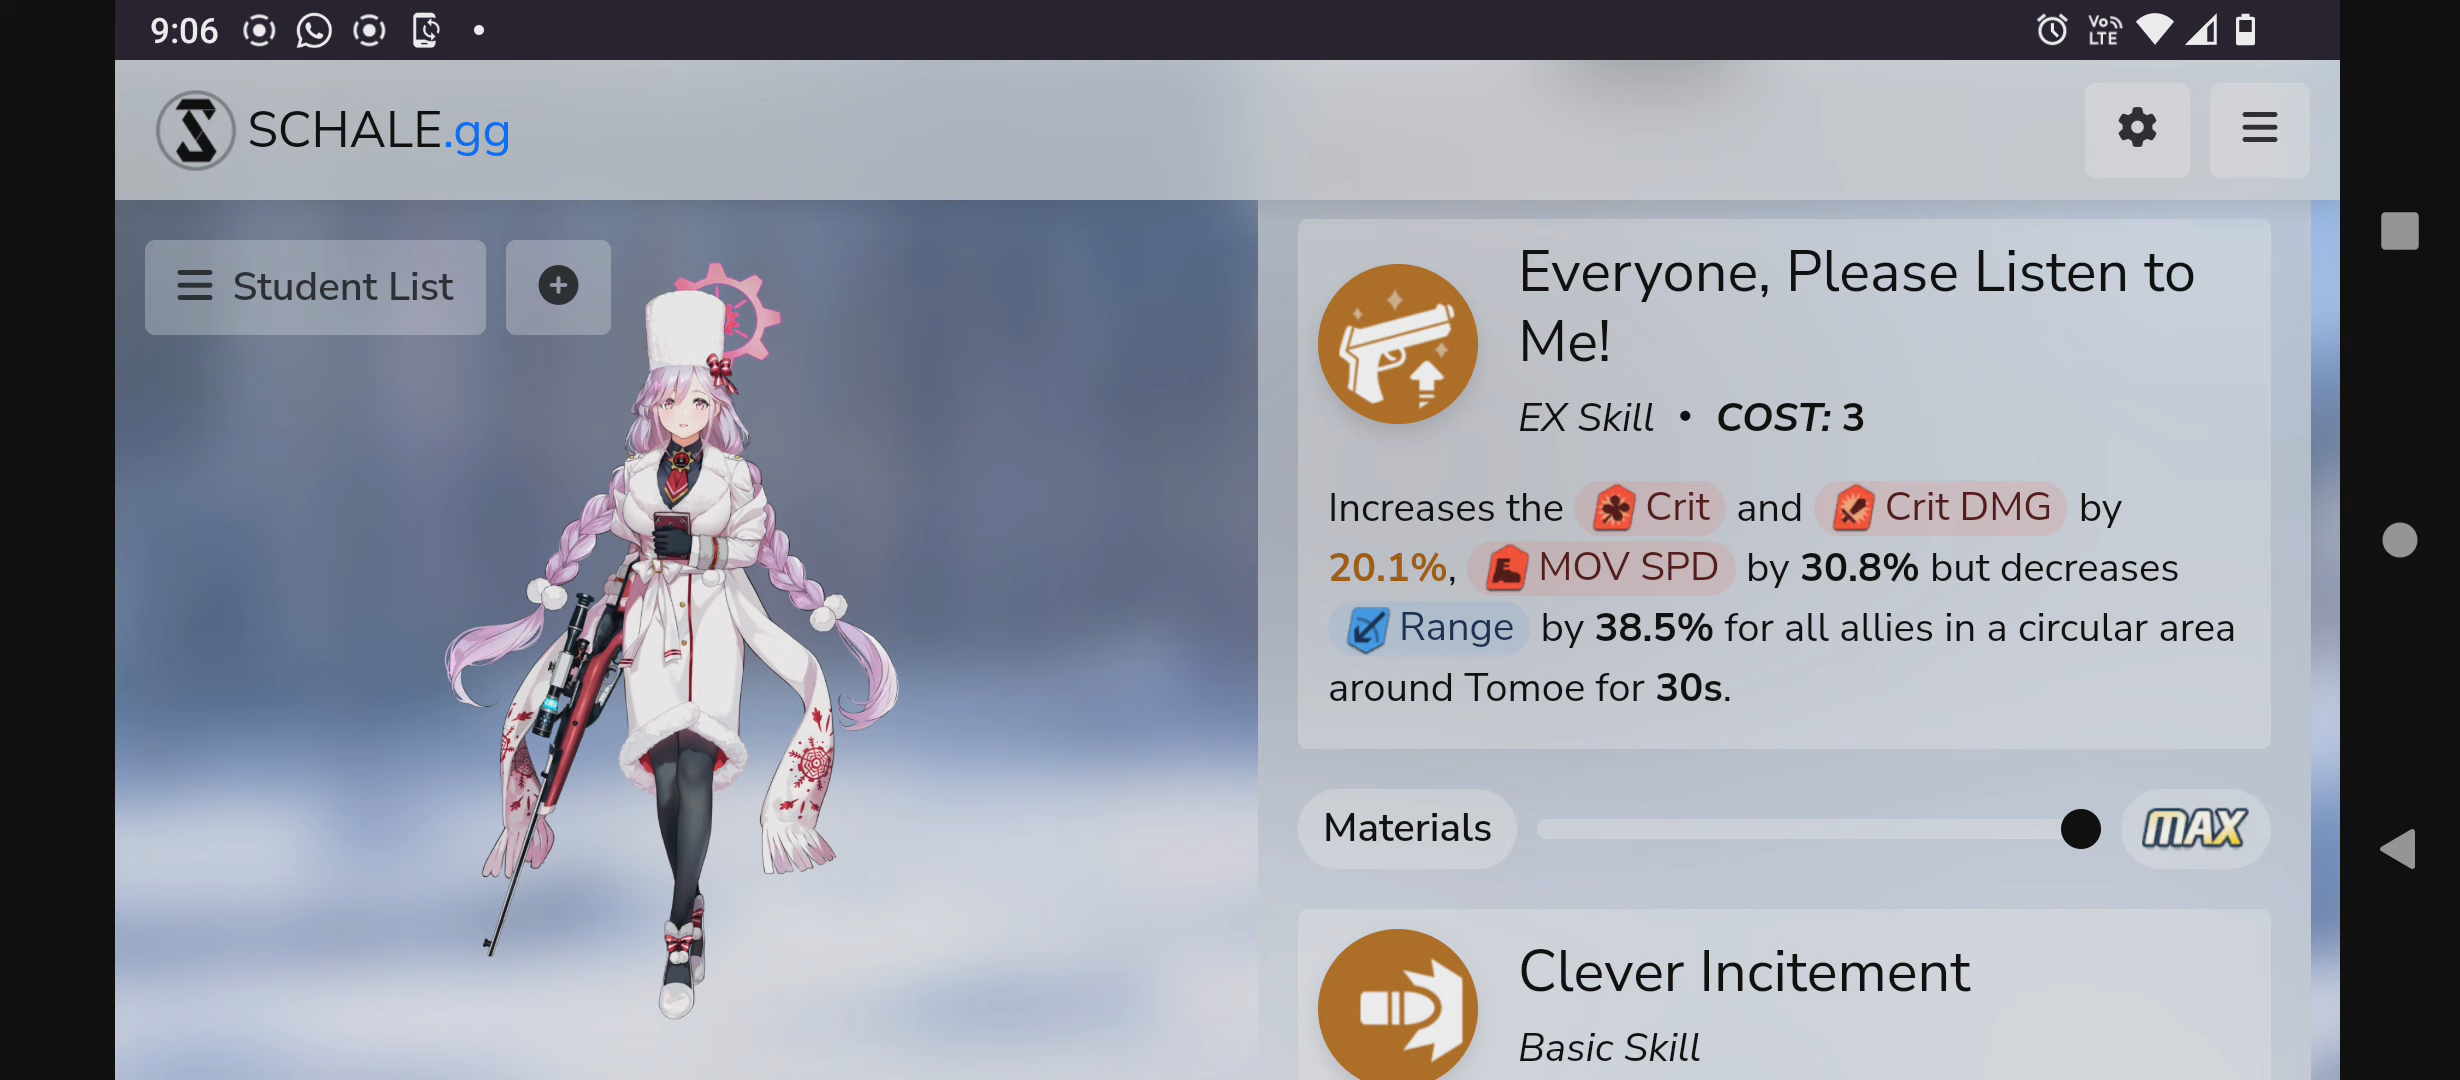 9:06
Vo
LTE
SCHALE.gg
Student List
Everyone, Please Listen to
Me!
EX Skill • COST: 3
Increases the Crit and Crit DMG by
20.1%, MOV SPD by 30.8% but decreases
Range by 38.5% for all allies in a circular area
around Tomoe for 30s.
Materials
MAX
Clever Incitement
Basic Skill